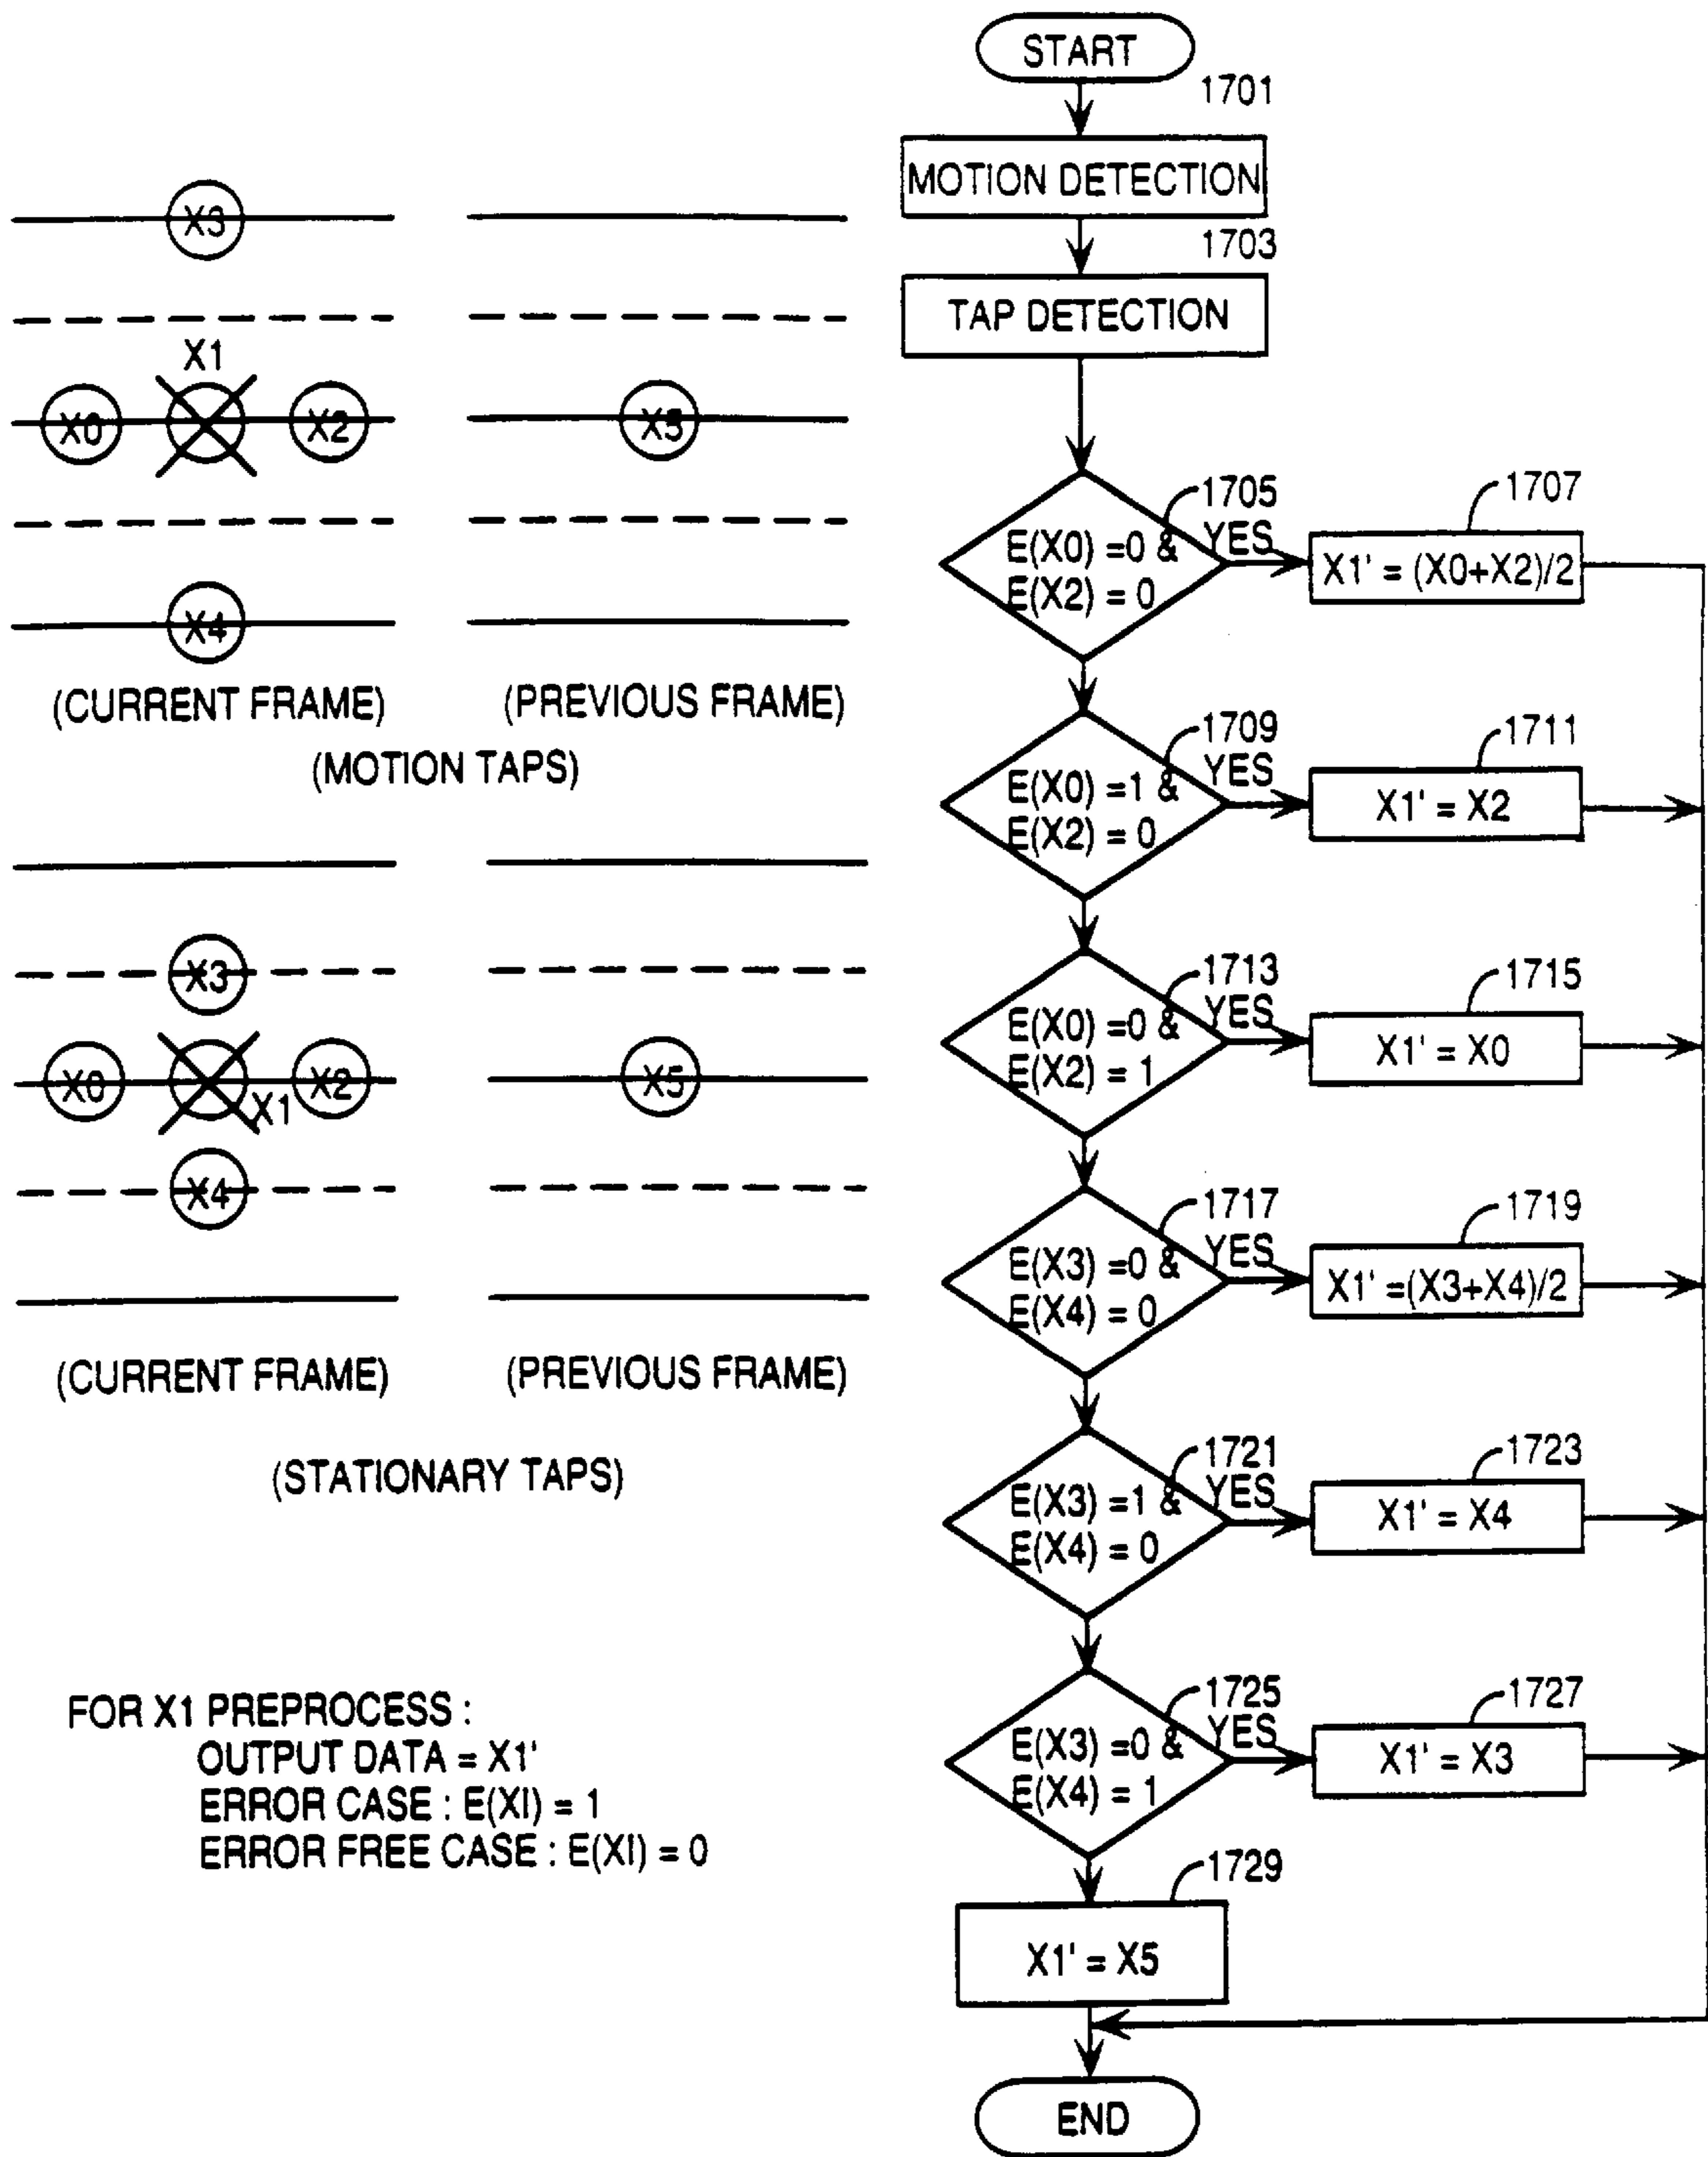 X3
X1
X0
X2
X5
X4
(CURRENT FRAME)
(PREVIOUS FRAME)
(MOTION TAPS)
X3
X0
X2
X1
X5
X4
(CURRENT FRAME)
(PREVIOUS FRAME)
(STATIONARY TAPS)
FOR X1 PREPROCESS :
OUTPUT DATA = X1'
ERROR CASE : E(XI) = 1
ERROR FREE CASE : E(XI) = 0
START
1701
MOTION DETECTION
1703
TAP DETECTION
1705
E(X0) =0 &
E(X2) = 0
YES
1707
X1' = (X0+X2)/2
1709
E(X0) =1 &
E(X2) = 0
YES
1711
X1' = X2
1713
E(X0) =0 &
E(X2) = 1
YES
1715
X1' = X0
1717
E(X3) =0 &
E(X4) = 0
YES
1719
X1' =(X3+X4)/2
1721
E(X3) =1 &
E(X4) = 0
YES
1723
X1' = X4
1725
E(X3) =0 &
E(X4) = 1
YES
1727
X1' = X3
1729
X1' = X5
END